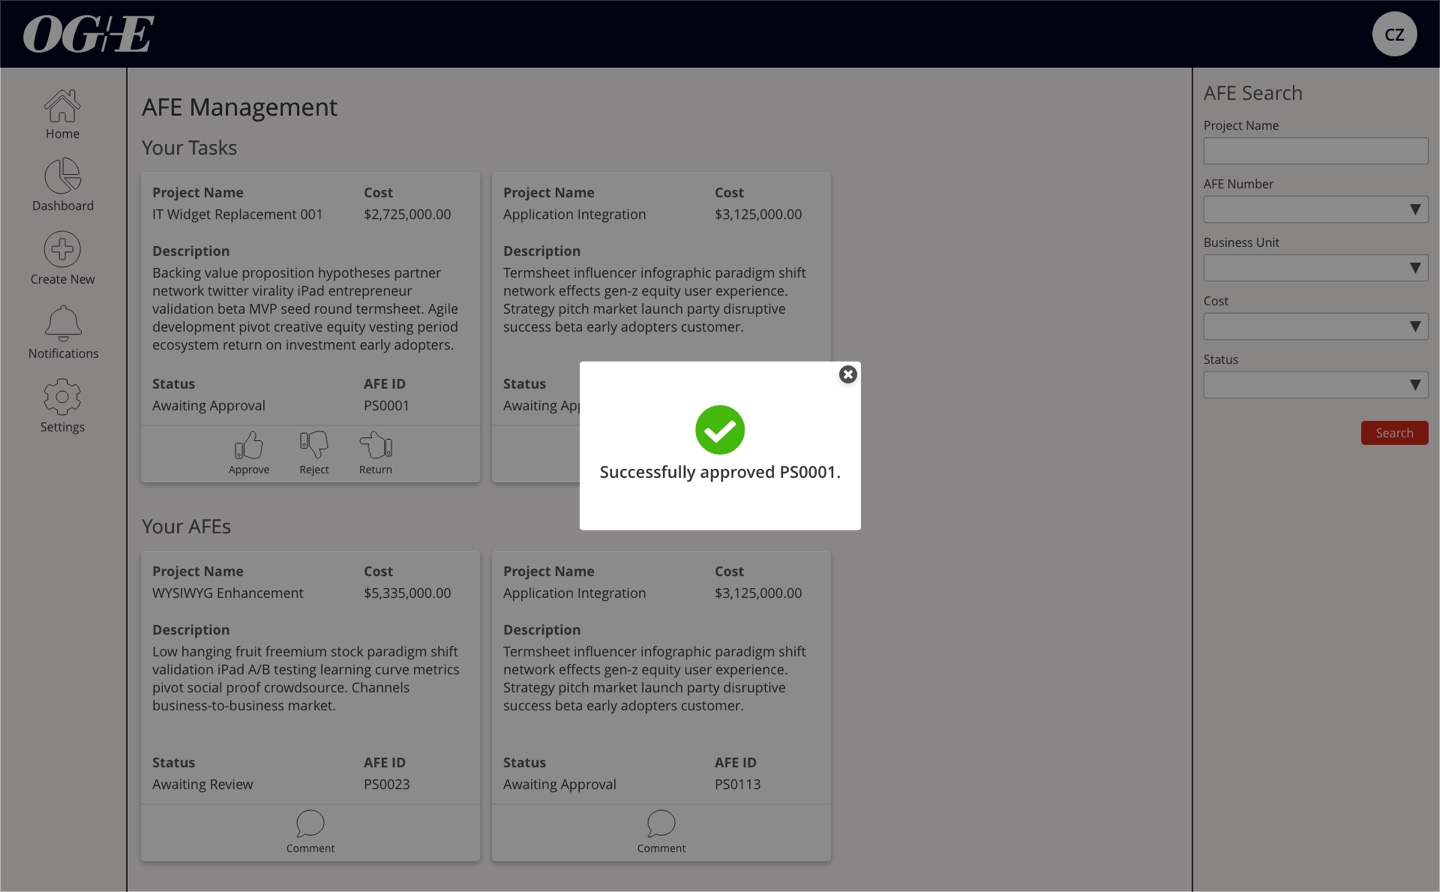 OG+E
CZ
Home
Dashboard
Create New
Notifications
Settings
AFE Management
Your Tasks
Project Name
Cost
IT Widget Replacement 001
$2,725,000.00
Description
Backing value proposition hypotheses partner
network twitter virality iPad entrepreneur
validation beta MVP seed round termsheet. Agile
development pivot creative equity vesting period
ecosystem return on investment early adopters.
Status
AFE ID
Awaiting Approval
PS0001
Approve
Reject
Return
Project Name
Cost
Application Integration
$3,125,000.00
Description
Termsheet influencer infographic paradigm shift
network effects gen-z equity user experience.
Strategy pitch market launch party disruptive
success beta early adopters customer.
Status
Awaiting App
Successfully approved PS0001.
Your AFEs
Project Name
Cost
WYSIWYG Enhancement
$5,335,000.00
Description
Low hanging fruit freemium stock paradigm shift
validation iPad A/B testing learning curve metrics
pivot social proof crowdsource. Channels
business-to-business market.
Status
AFE ID
Awaiting Review
PS0023
Comment
Project Name
Cost
Application Integration
$3,125,000.00
Description
Termsheet influencer infographic paradigm shift
network effects gen-z equity user experience.
Strategy pitch market launch party disruptive
success beta early adopters customer.
Status
AFE ID
Awaiting Approval
PS0113
Comment
AFE Search
Project Name
AFE Number
Business Unit
Cost
Status
Search